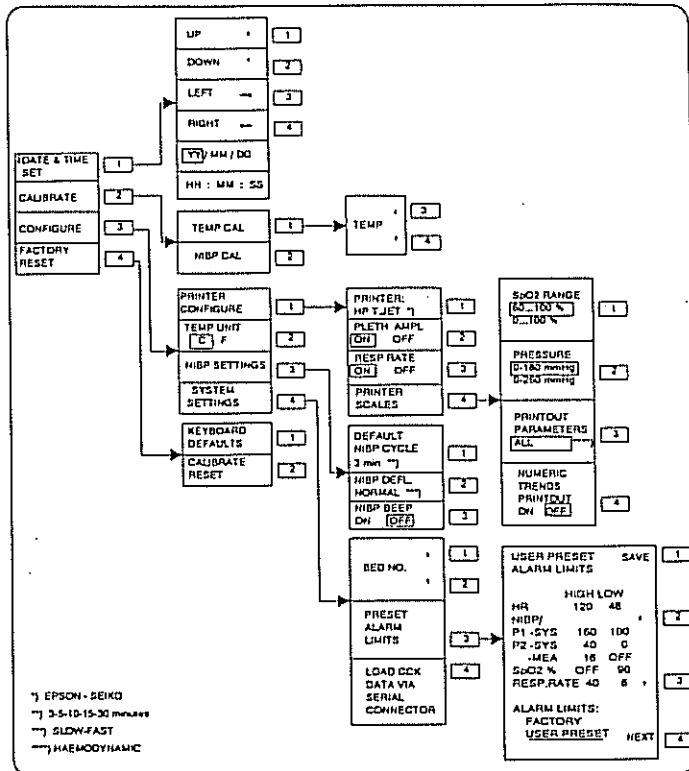 UP
1
DOWN
2
LEFT
3
RIGHT
4
YY / MM / DD
HH : MM : SS
DATE & TIME
SET
1
CALIBRATE
2
CONFIGURE
3
FACTORY
RESET
4
TEMP CAL
1
NIBP CAL
2
TEMP
3
4
PRINTER
CONFIGURE
1
TEMP UNIT
C F
2
NIBP SETTINGS
3
SYSTEM
SETTINGS
4
KEYBOARD
DEFAULTS
1
CALIBRATE
RESET
2
PRINTER:
HP TJET *)
1
PLETH AMPL
ON OFF
2
RESP RATE
ON OFF
3
PRINTER
SCALES
4
SpO2 RANGE
60...100 %
0...100 %
1
PRESSURE
0-180 mmHg
0-260 mmHg
2
PRINTOUT
PARAMETERS
ALL ****)
3
NUMERIC
TRENDS
PRINTOUT
ON OFF
4
DEFAULT
NIBP CYCLE
3 min **)
1
NIBP DEFL.
NORMAL ***)
2
NIBP BEEP
ON OFF
3
BED NO.
1
2
PRESET
ALARM
LIMITS
3
LOAD CCK
DATA VIA
SERIAL
CONNECTOR
4
USER PRESET SAVE
ALARM LIMITS
1
HIGH LOW
HR 120 48
NIBP/
2
P1 -SYS 160 100
P2 -SYS 40 0
-MEA 16 OFF
SpO2 % OFF 90
RESP.RATE 40 6
3
ALARM LIMITS:
FACTORY
USER PRESET NEXT
4
*) EPSON - SEIKO
**) 3-5-10-15-30 minutes
***) SLOW-FAST
****) HAEMODYNAMIC